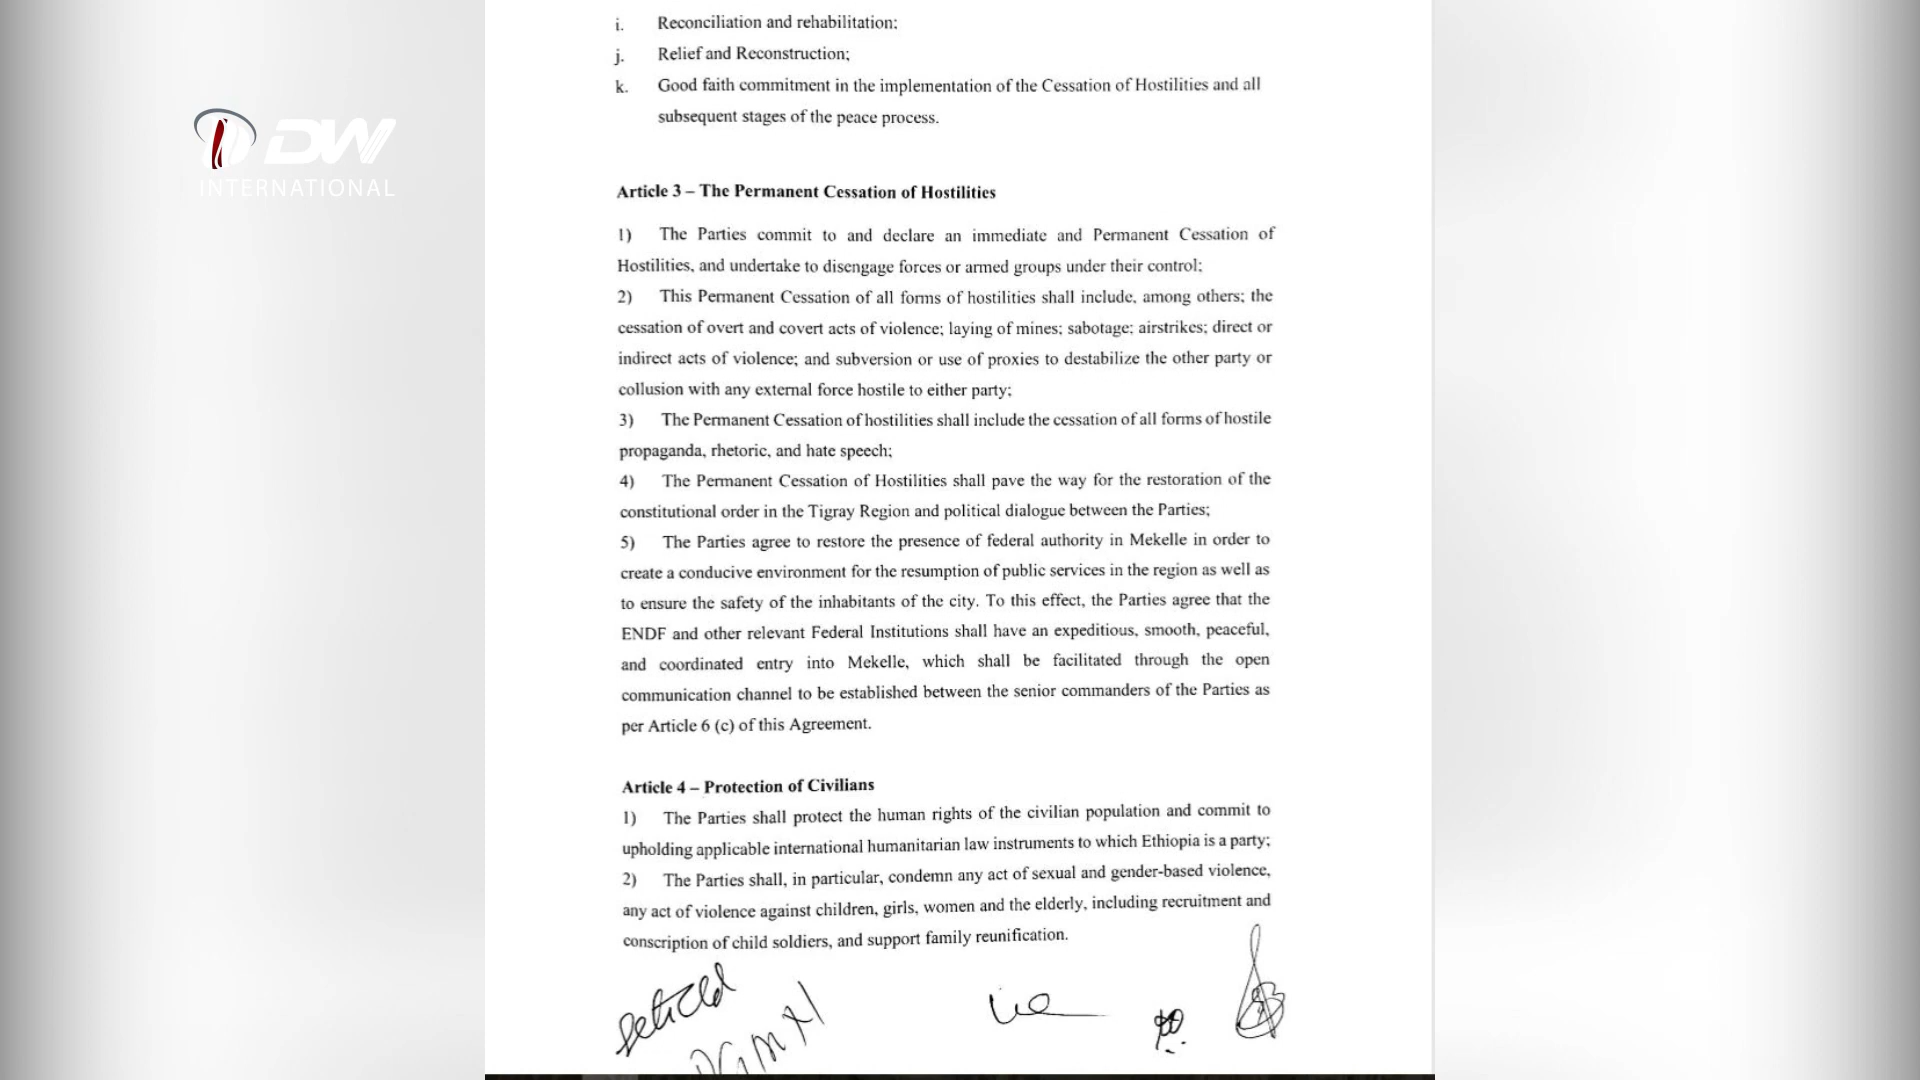 DW
INTERNATIONAL
i. Reconciliation and rehabilitation:
j. Relief and Reconstruction;
k. Good faith commitment in the implementation of the Cessation of Hostilities and all
subsequent stages of the peace process.
Article 3 – The Permanent Cessation of Hostilities
1) The Parties commit to and declare an immediate and Permanent Cessation of
Hostilities, and undertake to disengage forces or armed groups under their control;
2) This Permanent Cessation of all forms of hostilities shall include, among others; the
cessation of overt and covert acts of violence; laying of mines; sabotage; airstrikes; direct or
indirect acts of violence; and subversion or use of proxies to destabilize the other party or
collusion with any external force hostile to either party;
3) The Permanent Cessation of hostilities shall include the cessation of all forms of hostile
propaganda, rhetoric, and hate speech;
4) The Permanent Cessation of Hostilities shall pave the way for the restoration of the
constitutional order in the Tigray Region and political dialogue between the Parties;
5) The Parties agree to restore the presence of federal authority in Mekelle in order to
create a conducive environment for the resumption of public services in the region as well as
to ensure the safety of the inhabitants of the city. To this effect, the Parties agree that the
ENDF and other relevant Federal Institutions shall have an expeditious, smooth, peaceful,
and coordinated entry into Mekelle, which shall be facilitated through the open
communication channel to be established between the senior commanders of the Parties as
per Article 6 (c) of this Agreement.
Article 4 – Protection of Civilians
1) The Parties shall protect the human rights of the civilian population and commit to
upholding applicable international humanitarian law instruments to which Ethiopia is a party;
2) The Parties shall, in particular, condemn any act of sexual and gender-based violence,
any act of violence against children, girls, women and the elderly, including recruitment and
conscription of child soldiers, and support family reunification.